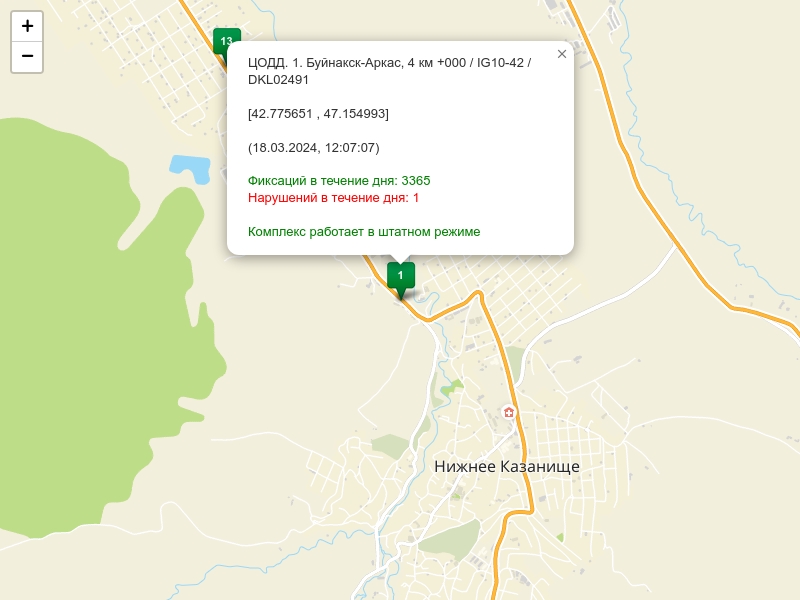 +
−
13
×
ЦОДД. 1. Буйнакск-Аркас, 4 км +000 / IG10-42 /
DKL02491
[42.775651 , 47.154993]
(18.03.2024, 12:07:07)
Фиксаций в течение дня: 3365
Нарушений в течение дня: 1
Комплекс работает в штатном режиме
1
Нижнее Казанище